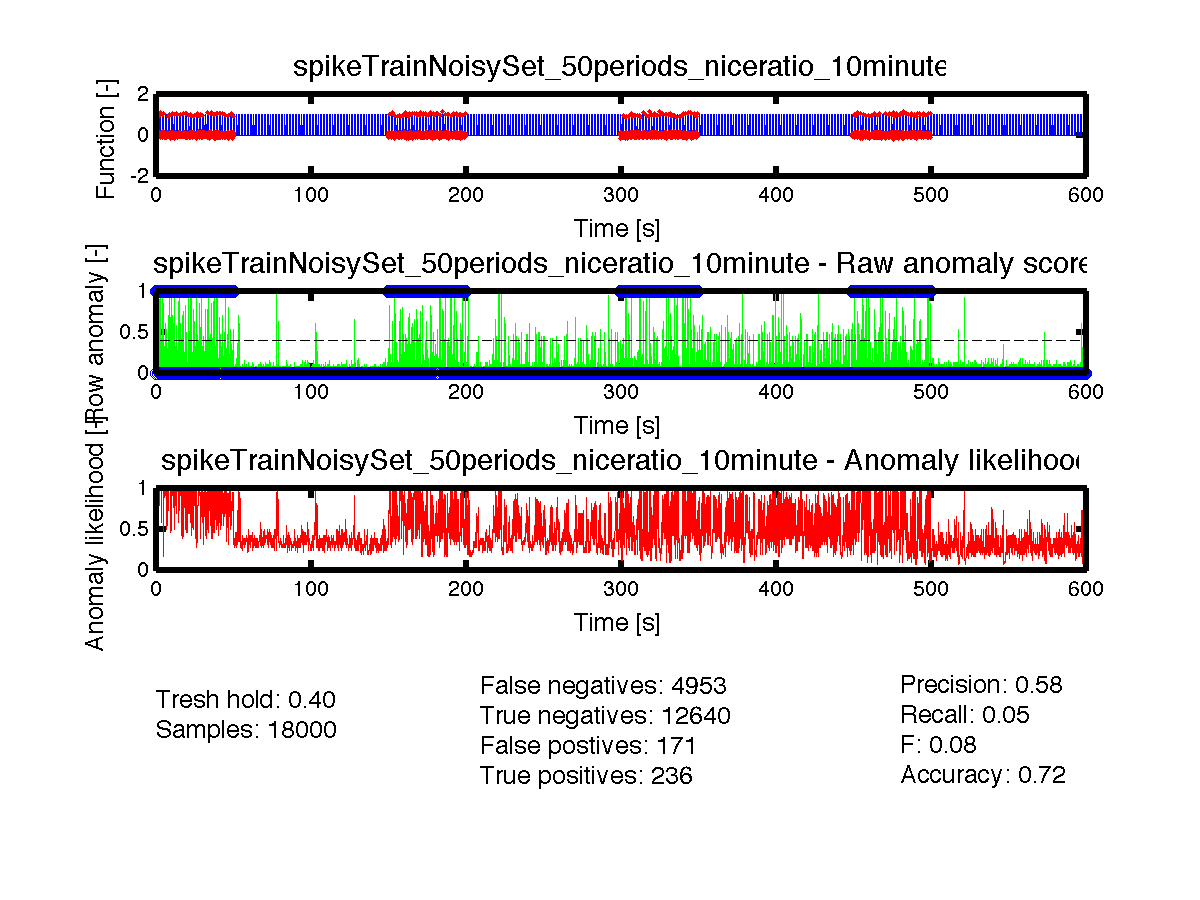 spikeTrainNoisySet_50periods_niceratio_10minute
Function [-]
2
0
-2
0 100 200 300 400 500 600
Time [s]
spikeTrainNoisySet_50periods_niceratio_10minute - Raw anomaly score
Row anomaly [-]
1
0.5
0
0 100 200 300 400 500 600
Time [s]
spikeTrainNoisySet_50periods_niceratio_10minute - Anomaly likelihood
Anomaly likelihood [-]
1
0.5
0
0 100 200 300 400 500 600
Time [s]
Tresh hold: 0.40
Samples: 18000
False negatives: 4953
True negatives: 12640
False postives: 171
True positives: 236
Precision: 0.58
Recall: 0.05
F: 0.08
Accuracy: 0.72